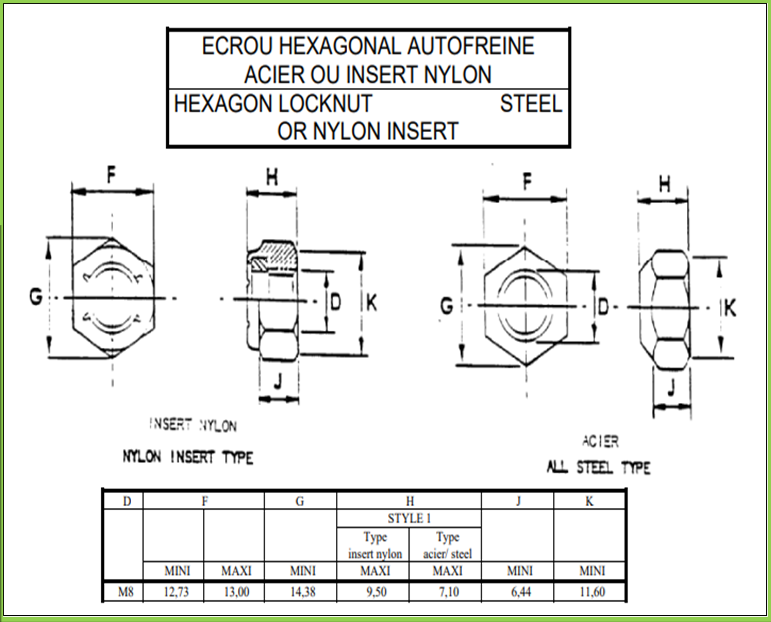 ECROU HEXAGONAL AUTOFREINE
ACIER OU INSERT NYLON
HEXAGON LOCKNUT STEEL
OR NYLON INSERT
F
H
G
D
K
J
F
H
G
D
K
J
INSERT NYLON
NYLON INSERT TYPE
ACIER
ALL STEEL TYPE
D F G H J K
STYLE 1
Type Type
insert nylon acier/ steel
MINI MAXI MINI MAXI MAXI MINI MINI
M8 12,73 13,00 14,38 9,50 7,10 6,44 11,60